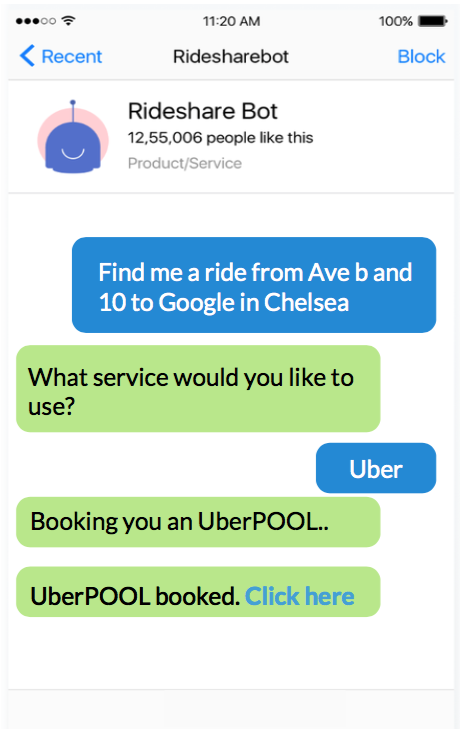 11:20 AM 100%
Recent Ridesharebot Block
Rideshare Bot
12,55,006 people like this
Product/Service
Find me a ride from Ave b and
10 to Google in Chelsea
What service would you like to
use?
Uber
Booking you an UberPOOL..
UberPOOL booked. Click here